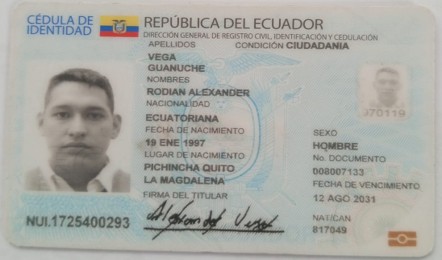 CÉDULA DE
IDENTIDAD
REPÚBLICA DEL ECUADOR
DIRECCIÓN GENERAL DE REGISTRO CIVIL, IDENTIFICACIÓN Y CEDULACIÓN
APELLIDOS CONDICIÓN CIUDADANIA
VEGA
GUANUCHE
NOMBRES
RODIAN ALEXANDER
NACIONALIDAD
ECUATORIANA
FECHA DE NACIMIENTO
19 ENE 1997
LUGAR DE NACIMIENTO
PICHINCHA QUITO
LA MAGDALENA
FIRMA DEL TITULAR
SEXO
HOMBRE
No. DOCUMENTO
008007133
FECHA DE VENCIMIENTO
12 AGO 2031
NAT/CAN
817049
NUI.1725400293